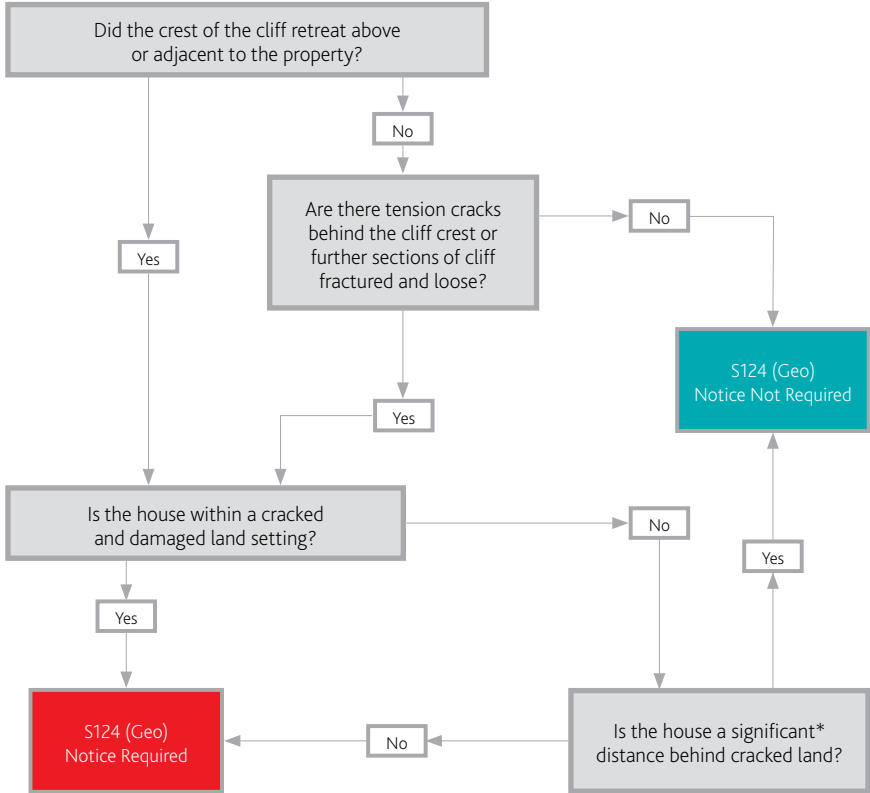 Did the crest of the cliff retreat above
or adjacent to the property?
No
Are there tension cracks
behind the cliff crest or
further sections of cliff
fractured and loose?
No
Yes
S124 (Geo)
Notice Not Required
Yes
Is the house within a cracked
and damaged land setting?
No
Yes
Yes
S124 (Geo)
Notice Required
No
Is the house a significant*
distance behind cracked land?